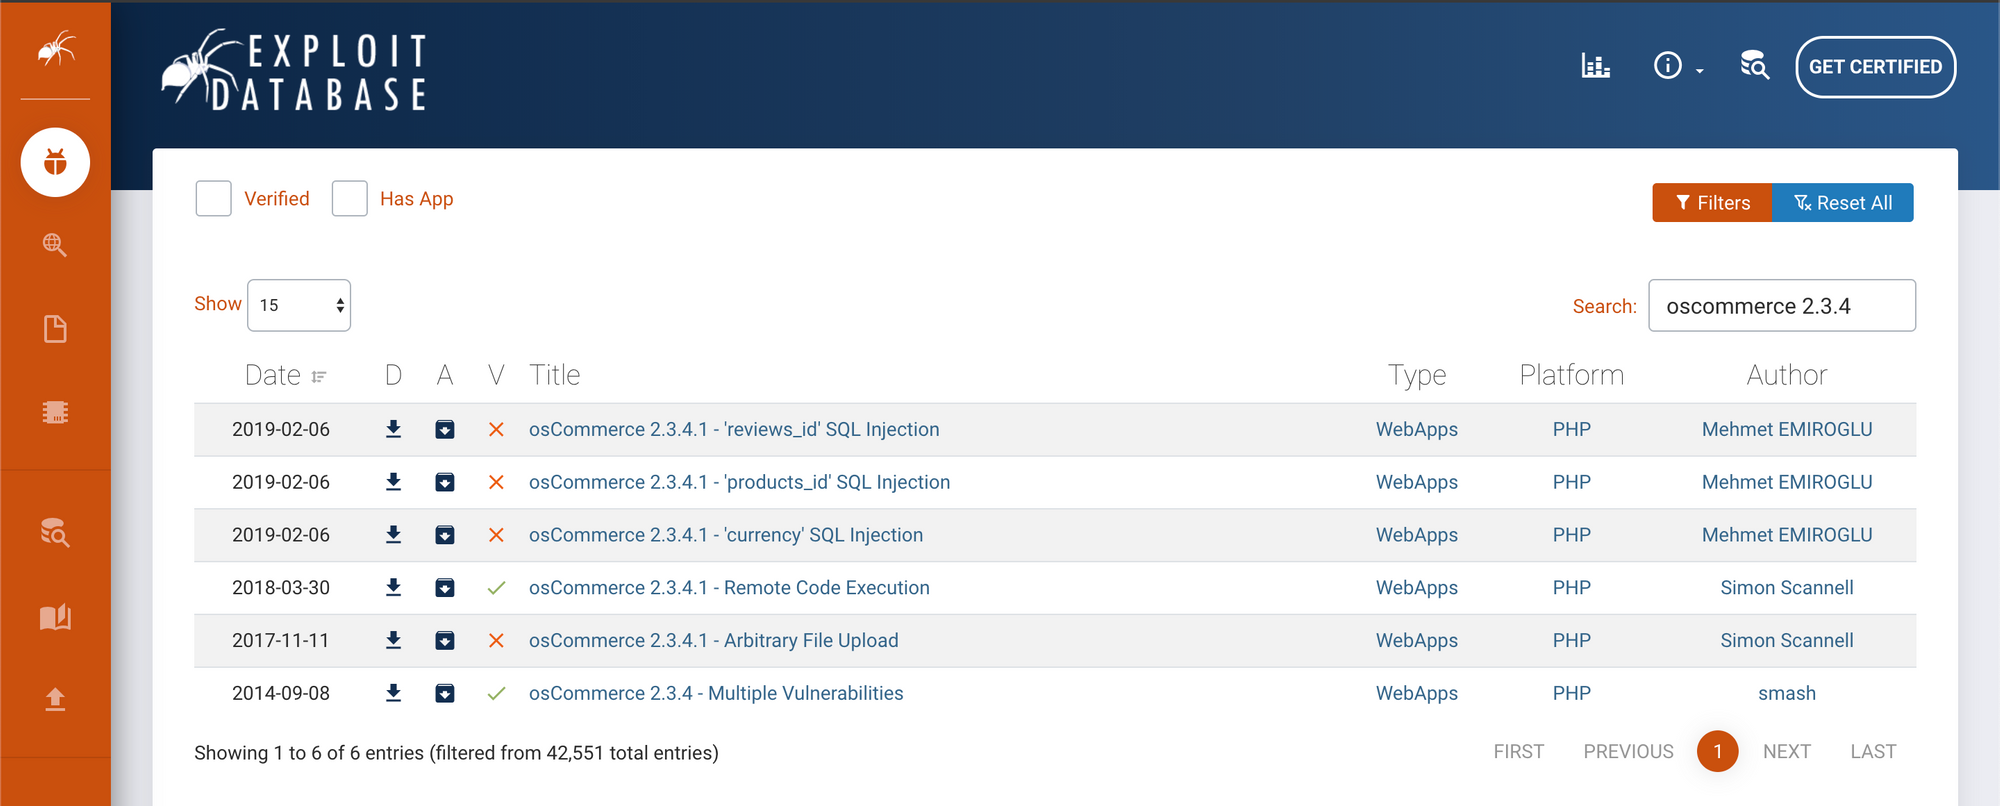 EXPLOIT
DATABASE
GET CERTIFIED
Verified Has App
Filters Reset All
Show 15 Search: oscommerce 2.3.4
Date D A V Title Type Platform Author
2019-02-06 osCommerce 2.3.4.1 - 'reviews_id' SQL Injection WebApps PHP Mehmet EMIROGLU
2019-02-06 osCommerce 2.3.4.1 - 'products_id' SQL Injection WebApps PHP Mehmet EMIROGLU
2019-02-06 osCommerce 2.3.4.1 - 'currency' SQL Injection WebApps PHP Mehmet EMIROGLU
2018-03-30 osCommerce 2.3.4.1 - Remote Code Execution WebApps PHP Simon Scannell
2017-11-11 osCommerce 2.3.4.1 - Arbitrary File Upload WebApps PHP Simon Scannell
2014-09-08 osCommerce 2.3.4 - Multiple Vulnerabilities WebApps PHP smash
Showing 1 to 6 of 6 entries (filtered from 42,551 total entries) FIRST PREVIOUS 1 NEXT LAST